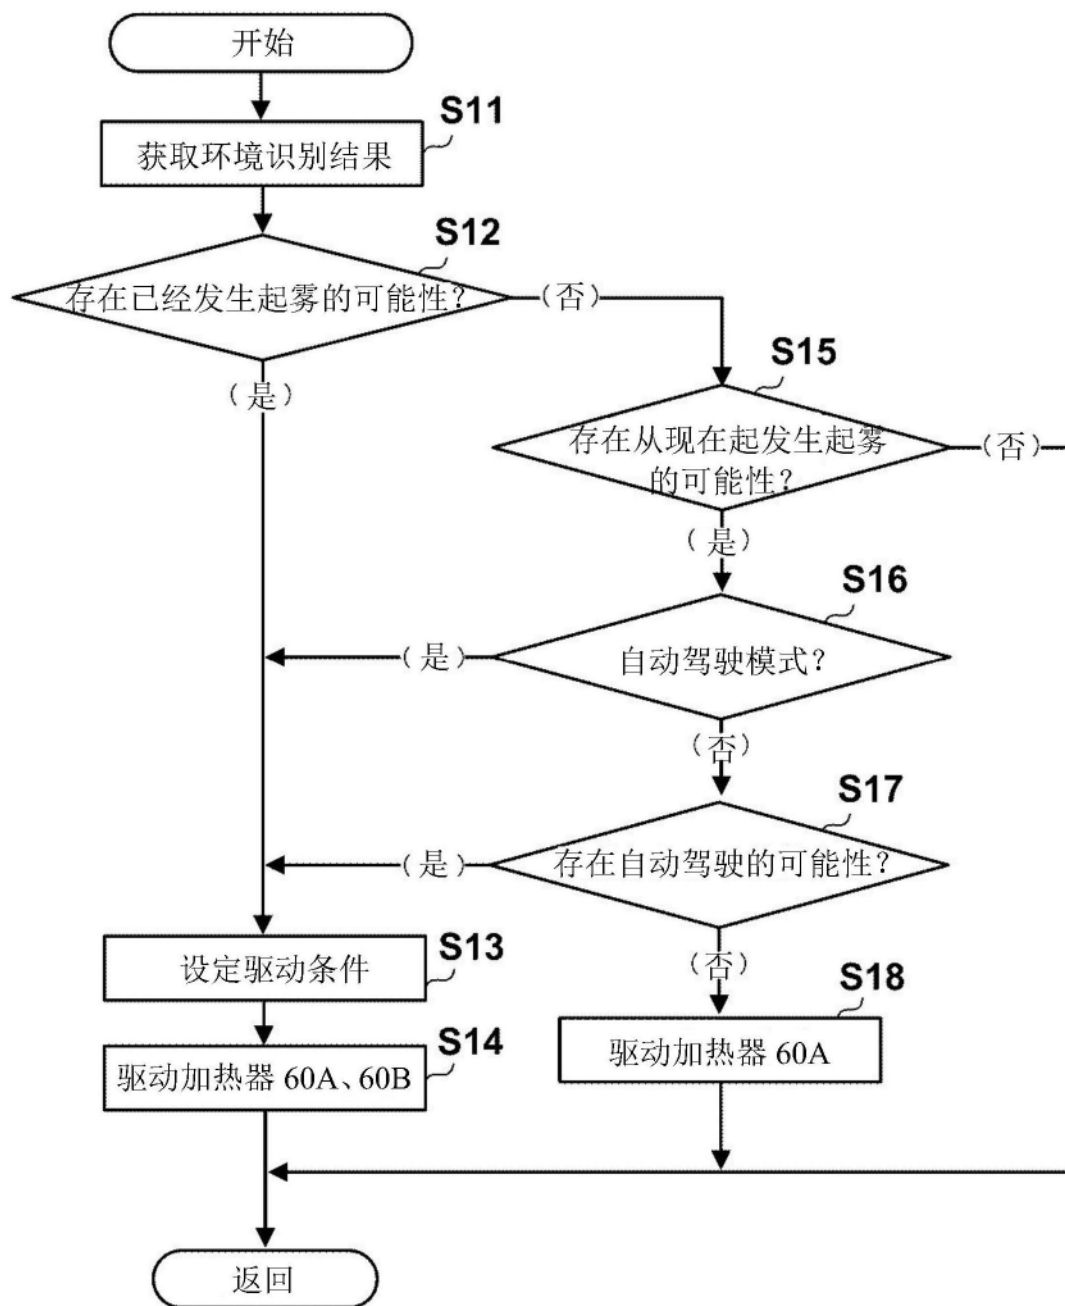 开始
S11
获取环境识别结果
S12
存在已经发生起雾的可能性？
（否）
（是）
S15
存在从现在起发生起雾
的可能性？
（否）
（是）
S16
自动驾驶模式？
（是）
（否）
S17
存在自动驾驶的可能性？
（是）
（否）
S13
设定驱动条件
S14
驱动加热器 60A、60B
S18
驱动加热器 60A
返回